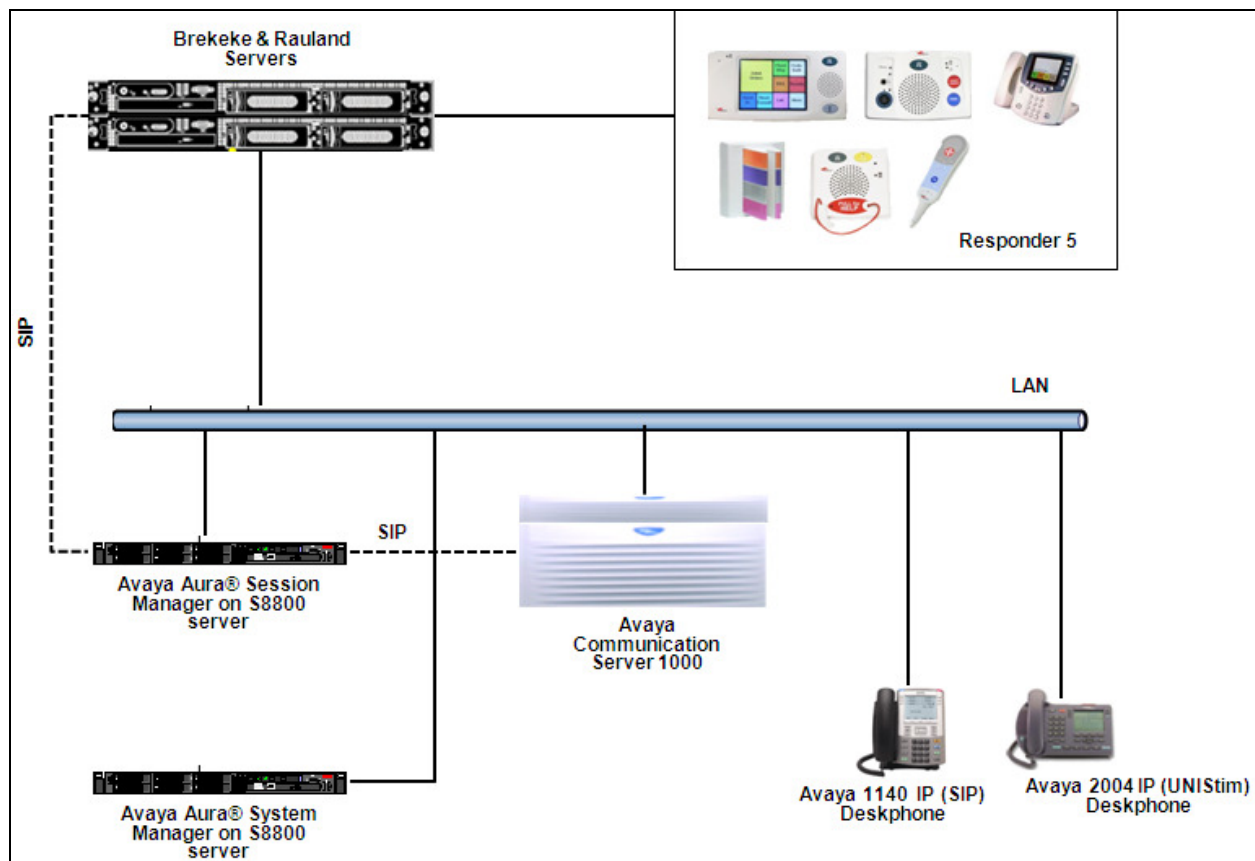 Brekeke & Rauland
Servers
Responder 5
SIP
LAN
SIP
Avaya Aura® Session
Manager on S8800
server
Avaya
Communication
Server 1000
Avaya Aura® System
Manager on S8800
server
Avaya 1140 IP (SIP)
Deskphone
Avaya 2004 IP (UNIStim)
Deskphone